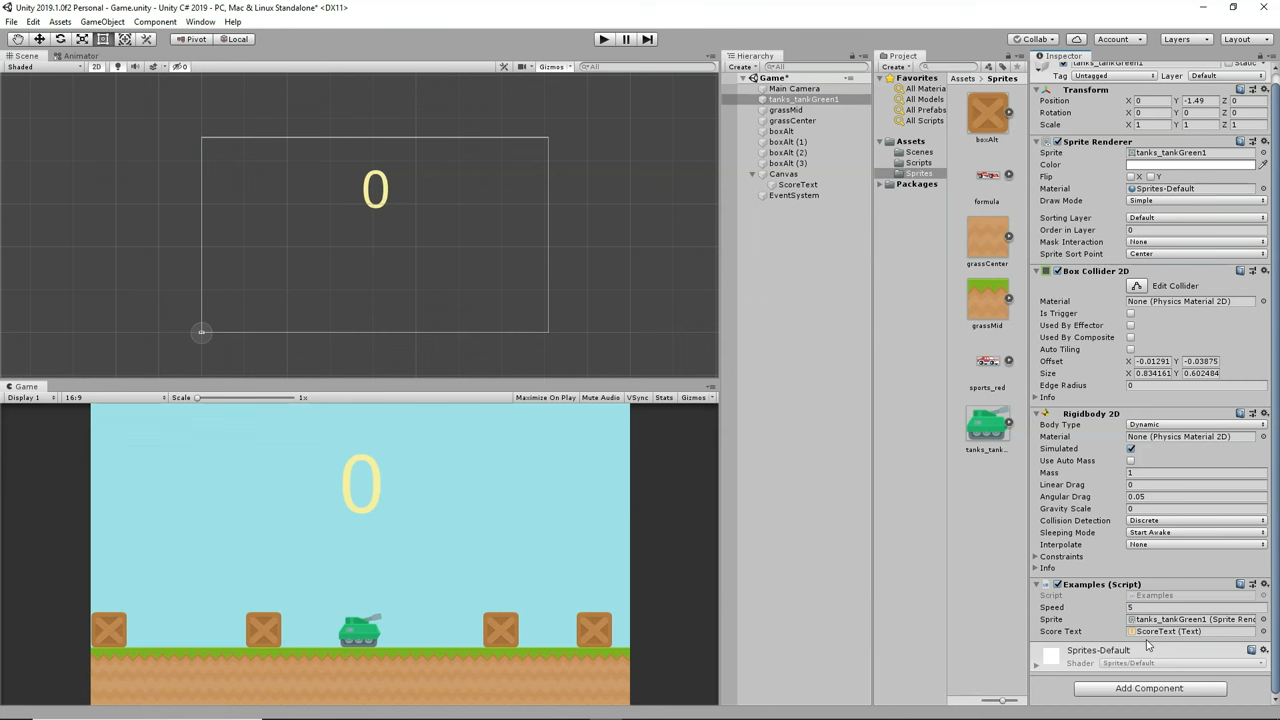 Unity 2019.1.0f2 Personal - Game.unity - Unity C# 2019 - PC, Mac & Linux Standalone* <DX11>
File Edit Assets GameObject Component Window Help
Pivot Local Collab Account Layers Layout
Scene Animator Hierarchy Project Inspector
Shaded 2D 0 Gizmos All
Create All
Game*
Main Camera
tanks_tankGreen1
grassMid
grassCenter
boxAlt
boxAlt (1)
boxAlt (2)
boxAlt (3)
Canvas
ScoreText
EventSystem
Create
Favorites
All Materia
All Models
All Prefabs
All Scripts
Assets
Scenes
Scripts
Sprites
Packages
Assets Sprites
boxAlt
formula
grassCenter
grassMid
sports_red
tanks_tank...
tanks_tankGreen1 Static
Tag Untagged Layer Default
Transform
Position X 0 Y -1.49 Z 0
Rotation X 0 Y 0 Z 0
Scale X 1 Y 1 Z 1
Sprite Renderer
Sprite tanks_tankGreen1
Color
Flip X Y
Material Sprites-Default
Draw Mode Simple
Sorting Layer Default
Order in Layer 0
Mask Interaction None
Sprite Sort Point Center
Box Collider 2D
Edit Collider
Material None (Physics Material 2D)
Is Trigger
Used By Effector
Used By Composite
Auto Tiling
Offset X -0.01291 Y -0.03875
Size X 0.834161 Y 0.602484
Edge Radius 0
Info
Rigidbody 2D
Body Type Dynamic
Material None (Physics Material 2D)
Simulated
Use Auto Mass
Mass 1
Linear Drag 0
Angular Drag 0.05
Gravity Scale 0
Collision Detection Discrete
Sleeping Mode Start Awake
Interpolate None
Constraints
Info
Examples (Script)
Script Examples
Speed 5
Sprite tanks_tankGreen1 (Sprite Rend
Score Text ScoreText (Text)
Sprites-Default
Shader Sprites/Default
Add Component
0
Game
Display 1 16:9 Scale 1x Maximize On Play Mute Audio VSync Stats Gizmos
0